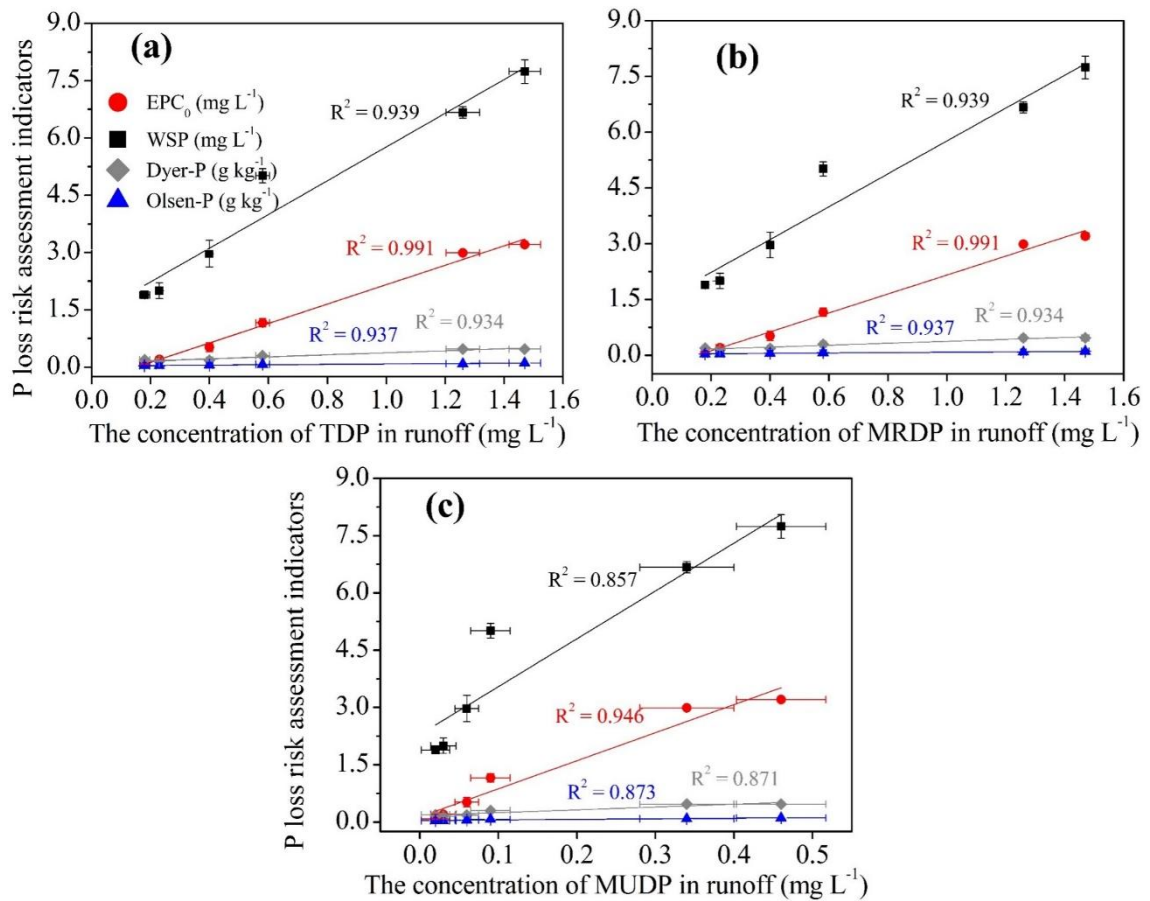 (a)
P loss risk assessment indicators
9.0
7.5
6.0
4.5
3.0
1.5
0.0
EPC₀ (mg L⁻¹)
WSP (mg L⁻¹)
Dyer-P (g kg⁻¹)
Olsen-P (g kg⁻¹)
R² = 0.939
R² = 0.991
R² = 0.934
R² = 0.937
0.0 0.2 0.4 0.6 0.8 1.0 1.2 1.4 1.6
The concentration of TDP in runoff (mg L⁻¹)
(b)
9.0
7.5
6.0
4.5
3.0
1.5
0.0
R² = 0.939
R² = 0.991
R² = 0.934
R² = 0.937
0.0 0.2 0.4 0.6 0.8 1.0 1.2 1.4 1.6
The concentration of MRDP in runoff (mg L⁻¹)
(c)
P loss risk assessment indicators
9.0
7.5
6.0
4.5
3.0
1.5
0.0
R² = 0.857
R² = 0.946
R² = 0.871
R² = 0.873
0.0 0.1 0.2 0.3 0.4 0.5
The concentration of MUDP in runoff (mg L⁻¹)